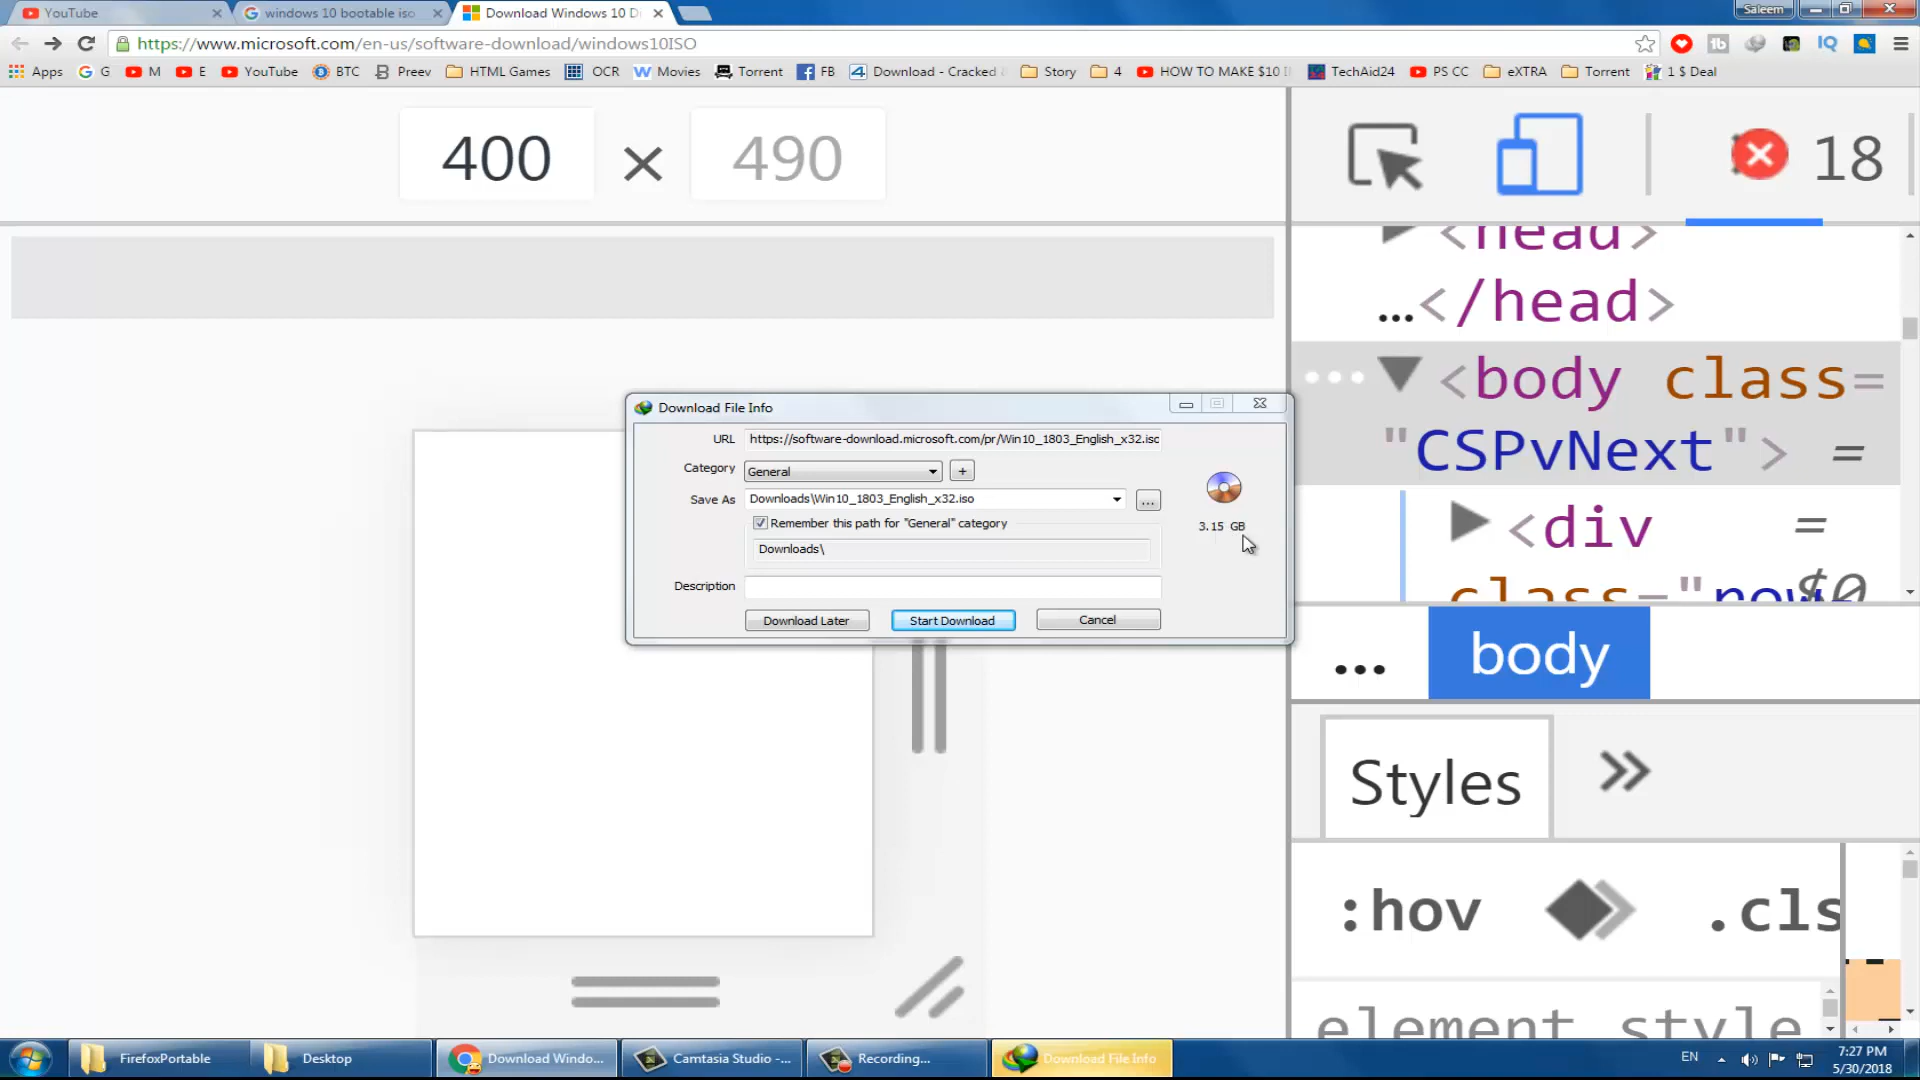 YouTube
windows 10 bootable iso
Download Windows 10 Di
Saleem
https://www.microsoft.com/en-us/software-download/windows10ISO
Apps
G
M
E
YouTube
BTC
Preev
HTML Games
OCR
Movies
Torrent
FB
Download - Cracked
Story
4
HOW TO MAKE $10
TechAid24
PS CC
eXTRA
Torrent
1 $ Deal
400 × 490
18
<head>
…</head>
<body class=
"CSPvNext"> =
<div =
class="now- $0
... body
Styles
:hov .cls
element.style
Download File Info
URL https://software-download.microsoft.com/pr/Win10_1803_English_x32.iso
Category General +
Save As Downloads\Win10_1803_English_x32.iso ...
Remember this path for "General" category
3.15 GB
Downloads\
Description
Download Later Start Download Cancel
FirefoxPortable
Desktop
Download Windo...
Camtasia Studio -...
Recording...
Download File Info
EN
7:27 PM
5/30/2018